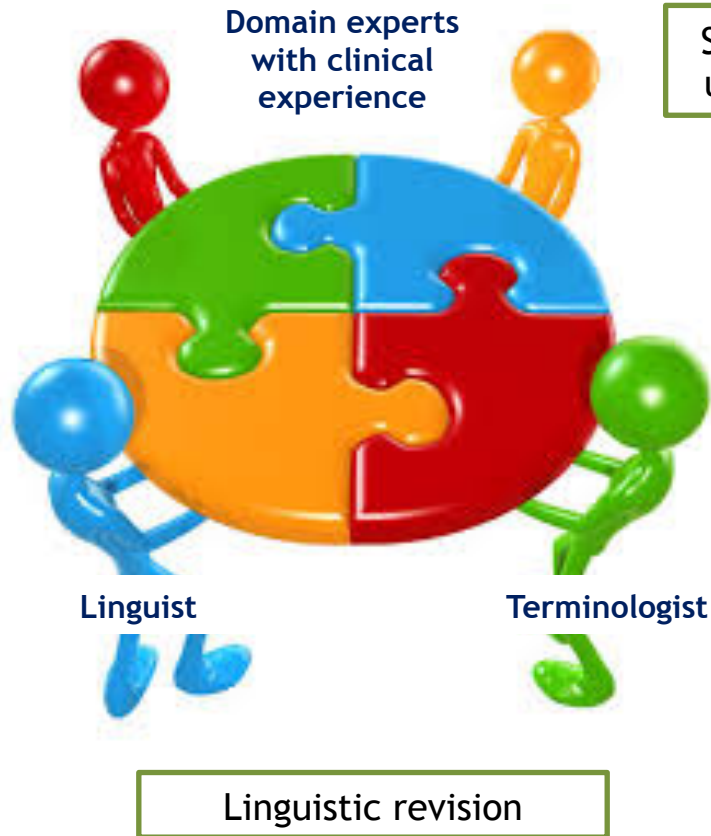 Domain experts
with clinical
experience
Linguist
Terminologist
Linguistic revision